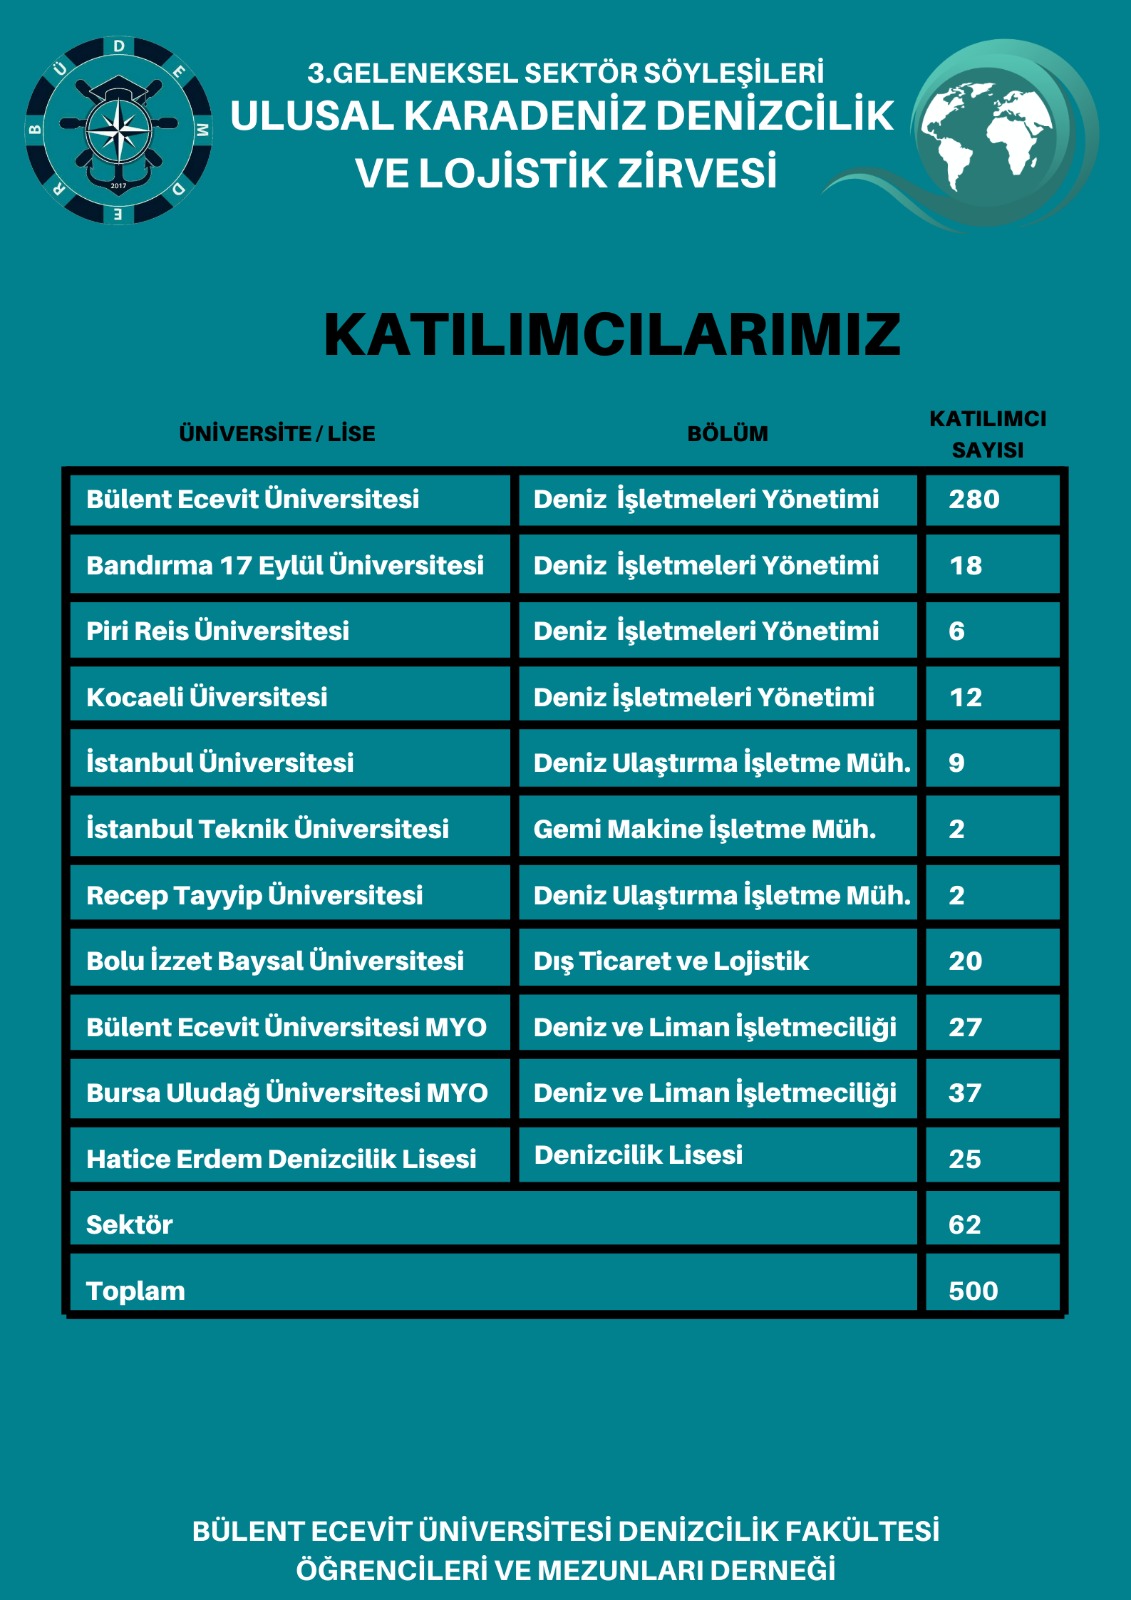 B Ü D E M D E R
2017
3.GELENEKSEL SEKTÖR SÖYLEŞİLERİ
ULUSAL KARADENİZ DENİZCİLİK
VE LOJİSTİK ZİRVESİ
KATILIMCILARIMIZ
ÜNİVERSİTE / LİSE BÖLÜM KATILIMCI
SAYISI
Bülent Ecevit Üniversitesi Deniz İşletmeleri Yönetimi 280
Bandırma 17 Eylül Üniversitesi Deniz İşletmeleri Yönetimi 18
Piri Reis Üniversitesi Deniz İşletmeleri Yönetimi 6
Kocaeli Üiversitesi Deniz İşletmeleri Yönetimi 12
İstanbul Üniversitesi Deniz Ulaştırma İşletme Müh. 9
İstanbul Teknik Üniversitesi Gemi Makine İşletme Müh. 2
Recep Tayyip Üniversitesi Deniz Ulaştırma İşletme Müh. 2
Bolu İzzet Baysal Üniversitesi Dış Ticaret ve Lojistik 20
Bülent Ecevit Üniversitesi MYO Deniz ve Liman İşletmeciliği 27
Bursa Uludağ Üniversitesi MYO Deniz ve Liman İşletmeciliği 37
Hatice Erdem Denizcilik Lisesi Denizcilik Lisesi 25
Sektör 62
Toplam 500
BÜLENT ECEVİT ÜNİVERSİTESİ DENİZCİLİK FAKÜLTESİ
ÖĞRENCİLERİ VE MEZUNLARI DERNEĞİ